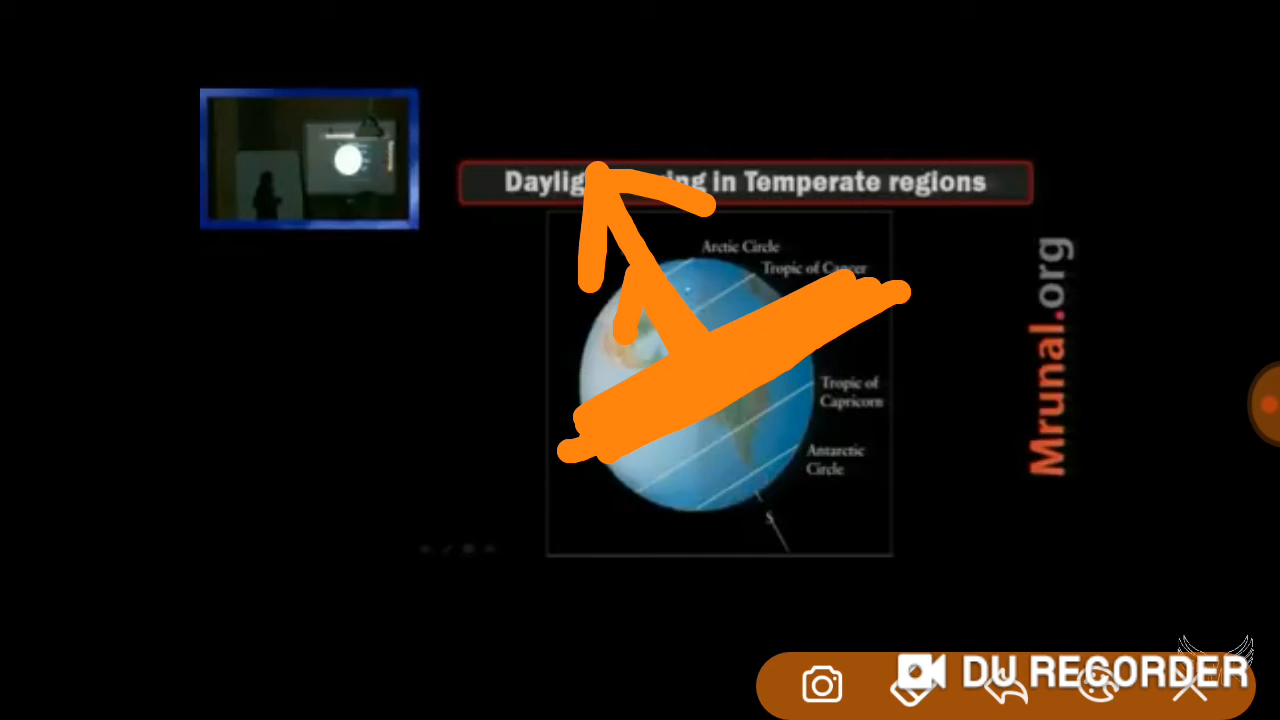 Daylig ing in Temperate regions
Arctic Circle
Tropic of Cancer
Tropic of
Capricorn
Antarctic
Circle
S
Mrunal.org
DU RECORDER